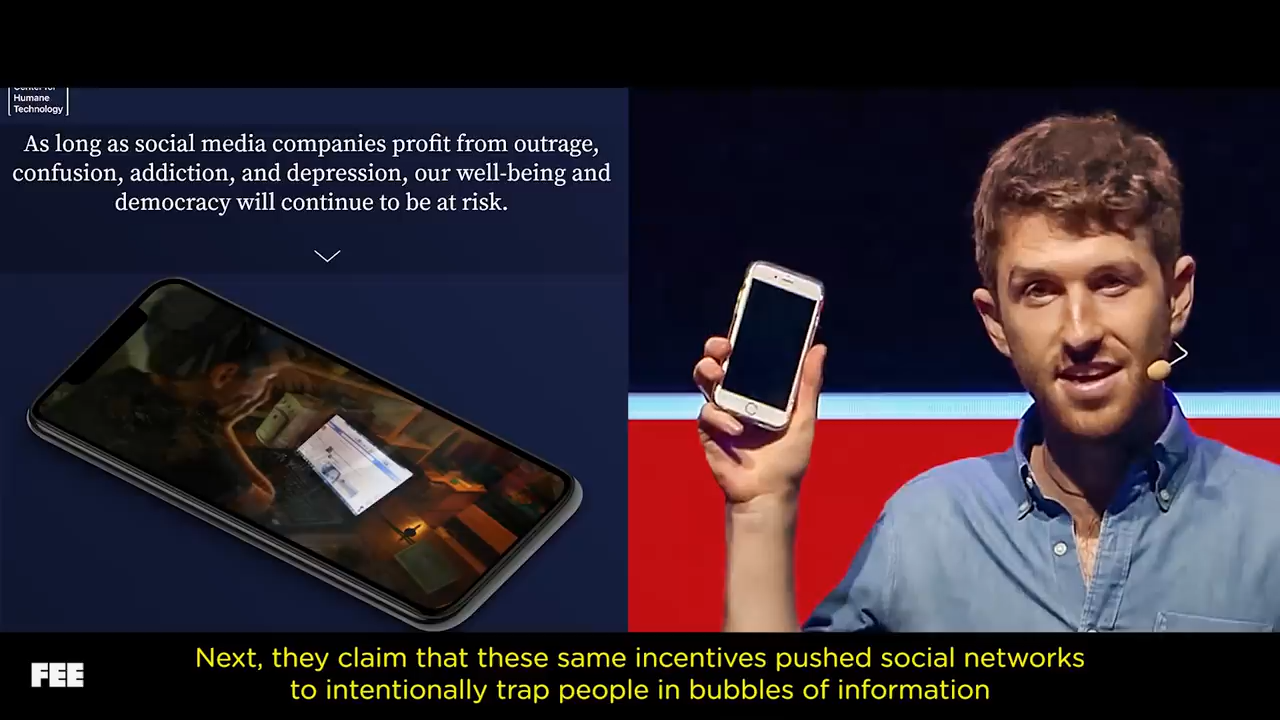 Center for
Humane
Technology
As long as social media companies profit from outrage,
confusion, addiction, and depression, our well-being and
democracy will continue to be at risk.
FEE
Next, they claim that these same incentives pushed social networks
to intentionally trap people in bubbles of information